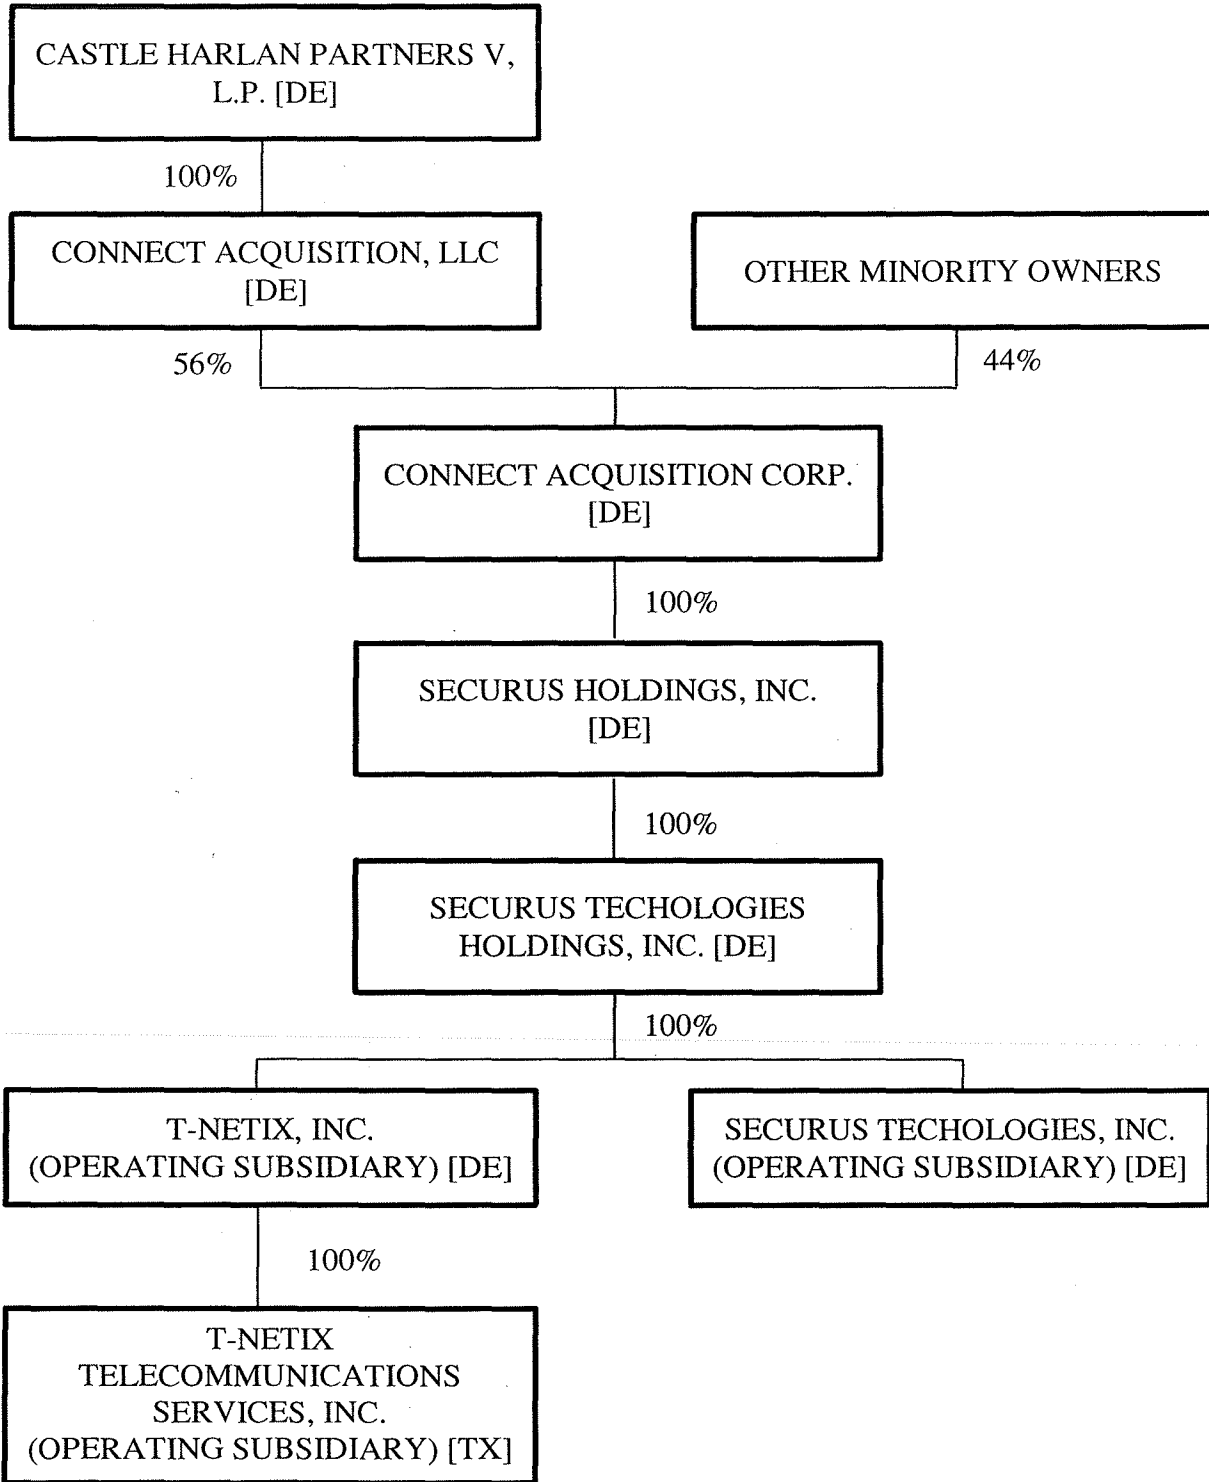 CASTLE HARLAN PARTNERS V,
L.P. [DE]
100%
CONNECT ACQUISITION, LLC
[DE]
OTHER MINORITY OWNERS
56%
44%
CONNECT ACQUISITION CORP.
[DE]
100%
SECURUS HOLDINGS, INC.
[DE]
100%
SECURUS TECHOLOGIES
HOLDINGS, INC. [DE]
100%
T-NETIX, INC.
(OPERATING SUBSIDIARY) [DE]
SECURUS TECHOLOGIES, INC.
(OPERATING SUBSIDIARY) [DE]
100%
T-NETIX
TELECOMMUNICATIONS
SERVICES, INC.
(OPERATING SUBSIDIARY) [TX]